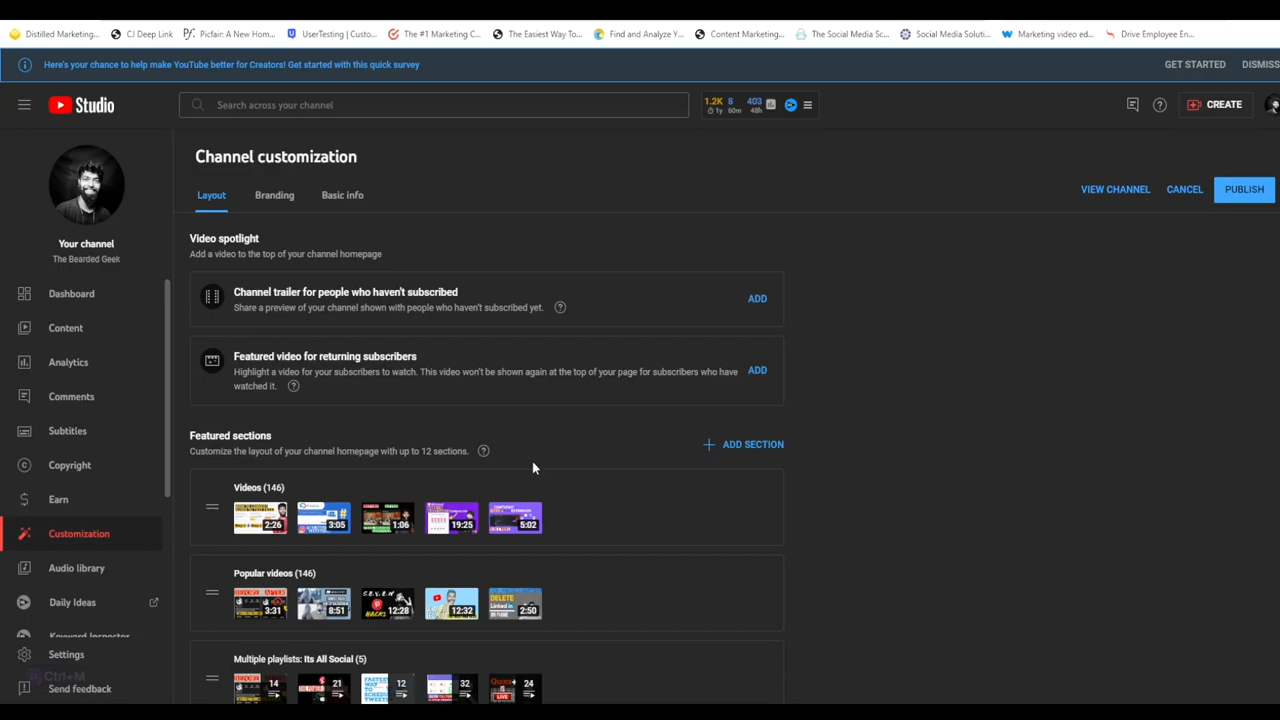 Distilled Marketing...
CJ Deep Link
Picfair: A New Hom...
UserTesting | Custo...
The #1 Marketing C...
The Easiest Way To...
Find and Analyze Y...
Content Marketing...
The Social Media Sc...
Social Media Soluti...
Marketing video ed...
Drive Employee En...
Here's your chance to help make YouTube better for Creators! Get started with this quick survey
GET STARTED
DISMISS
Studio
Search across your channel
1.2K 8 403
1y 60m 48h
CREATE
Channel customization
Layout
Branding
Basic info
VIEW CHANNEL
CANCEL
PUBLISH
Your channel
The Bearded Geek
Dashboard
Content
Analytics
Comments
Subtitles
Copyright
Earn
Customization
Audio library
Daily Ideas
Keyword Inspector
Settings
Ctrl+M
Send feedback
Video spotlight
Add a video to the top of your channel homepage
Channel trailer for people who haven't subscribed
Share a preview of your channel shown with people who haven't subscribed yet.
ADD
Featured video for returning subscribers
Highlight a video for your subscribers to watch. This video won't be shown again at the top of your page for subscribers who have
watched it.
ADD
Featured sections
Customize the layout of your channel homepage with up to 12 sections.
ADD SECTION
Videos (146)
2:26
3:05
1:06
19:25
5:02
Popular videos (146)
3:31
8:51
12:28
12:32
DELETE
2:50
Multiple playlists: Its All Social (5)
14
21
12
32
24